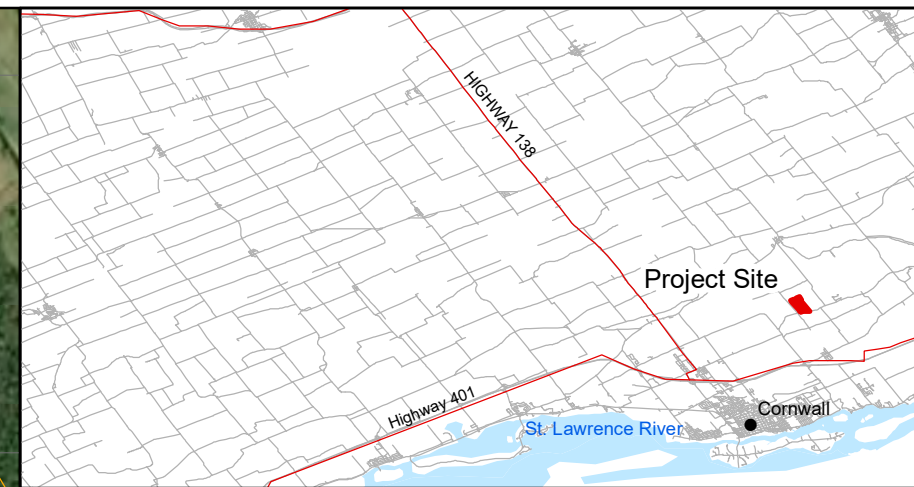 HIGHWAY 138
Project Site
Highway 401
Cornwall
St. Lawrence River